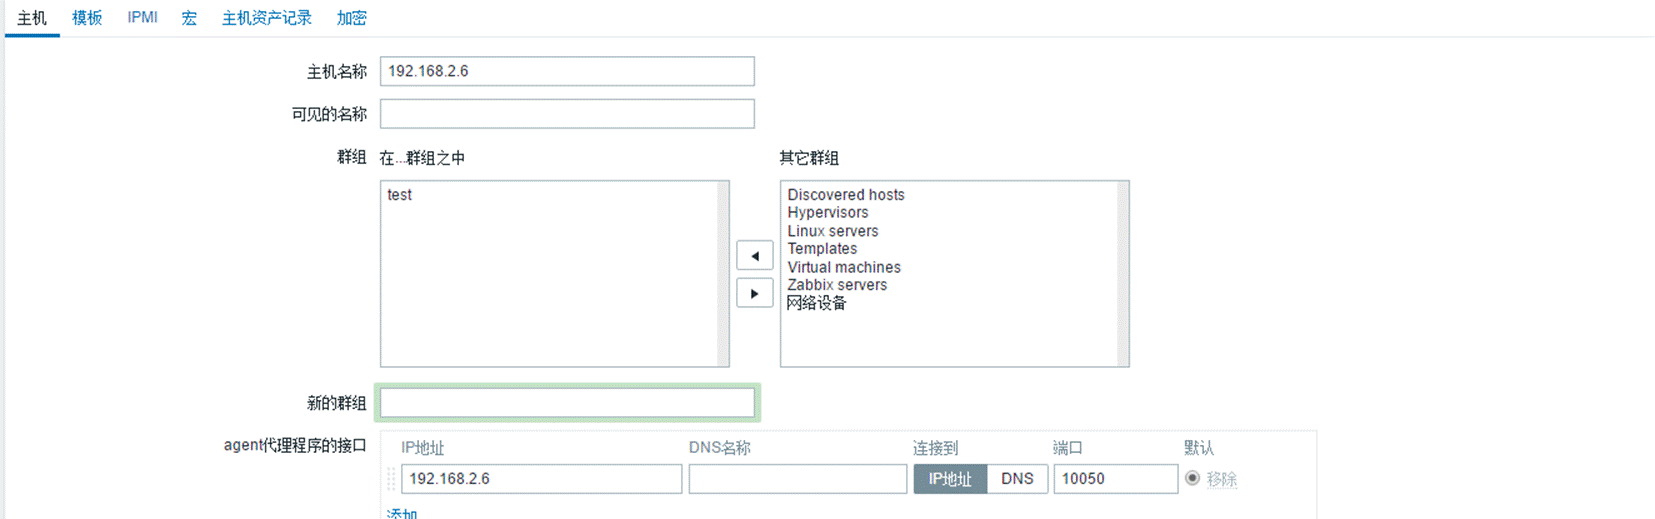 主机 模板 IPMI 宏 主机资产记录 加密
主机名称 192.168.2.6
可见的名称
群组 在...群组之中 其它群组
test
Discovered hosts
Hypervisors
Linux servers
Templates
Virtual machines
Zabbix servers
网络设备
新的群组
agent代理程序的接口 IP地址 DNS名称 连接到 端口 默认
192.168.2.6 IP地址 DNS 10050 移除
添加